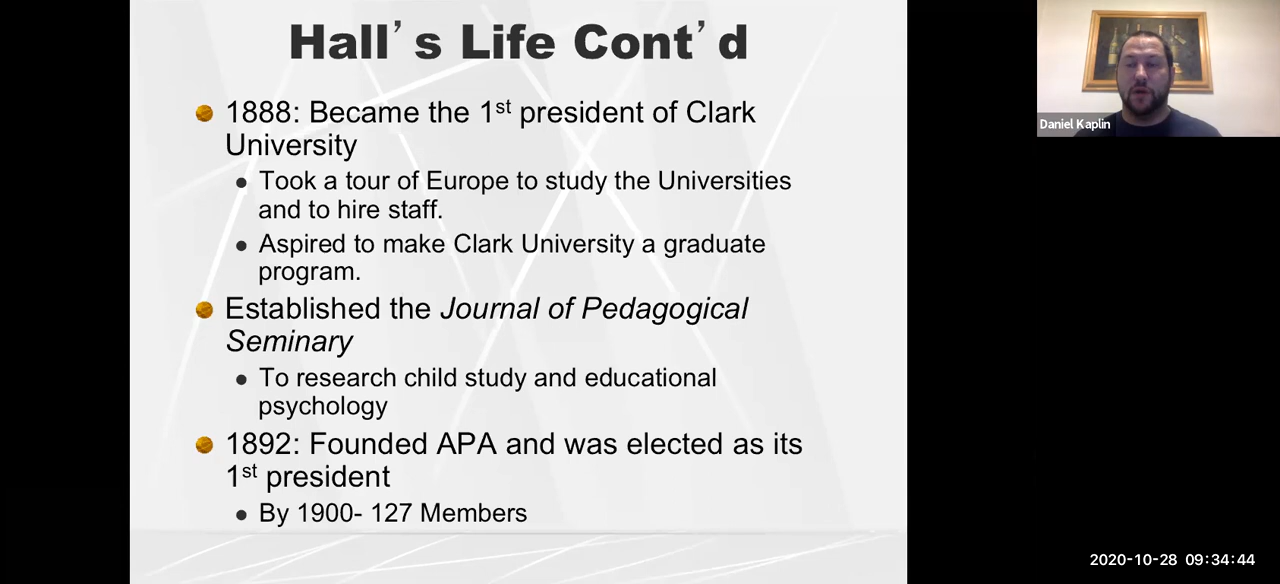 Hall's Life Cont'd
1888: Became the 1st president of Clark
University
Took a tour of Europe to study the Universities
and to hire staff.
Aspired to make Clark University a graduate
program.
Established the Journal of Pedagogical
Seminary
To research child study and educational
psychology
1892: Founded APA and was elected as its
1st president
By 1900- 127 Members
Daniel Kaplin
2020-10-28 09:34:44